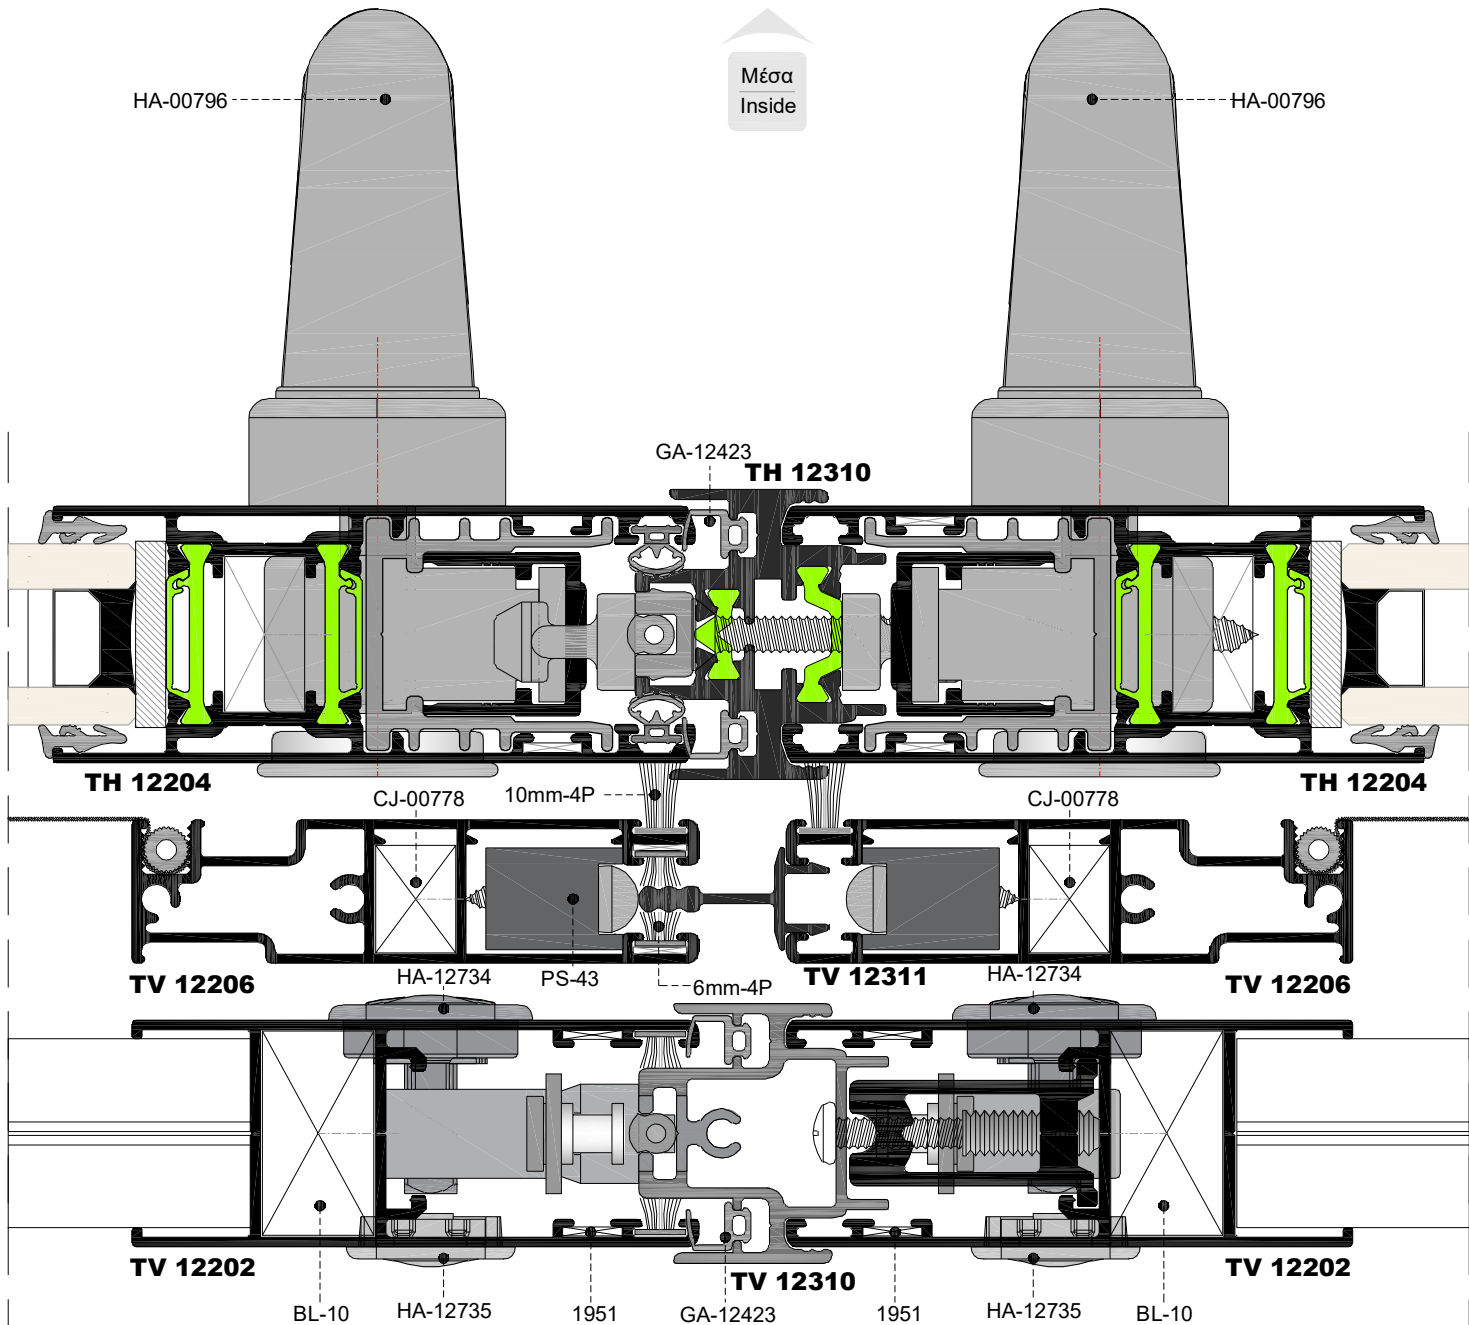 Μέσα
Inside
HA-00796
HA-00796
GA-12423
TH 12310
TH 12204
TH 12204
10mm-4P
CJ-00778
CJ-00778
TV 12206
HA-12734
PS-43
6mm-4P
TV 12311
HA-12734
TV 12206
TV 12202
TV 12310
TV 12202
BL-10
HA-12735
1951
GA-12423
1951
HA-12735
BL-10